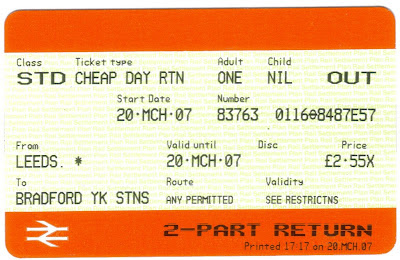 Class Ticket type Adult Child
STD CHEAP DAY RTN ONE NIL OUT
Start Date Number
20·MCH·07 83763 0116084​87E57
From Valid until Disc Price
LEEDS. * 20·MCH·07 £2·55X
To Route Validity
BRADFORD YK STNS ANY PERMITTED SEE RESTRICTNS
2-PART RETURN
Printed 17·17 on 20.MCH.07